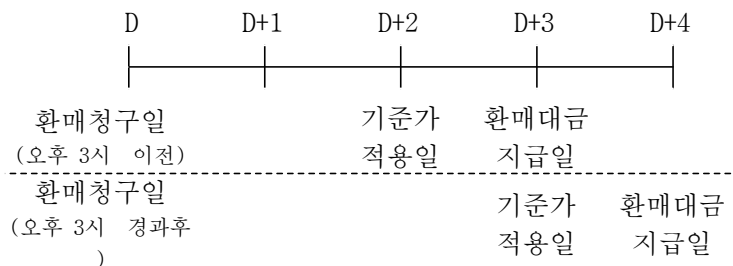 D D+1 D+2 D+3 D+4
환매청구일 기준가 환매대금
(오후 3시 이전) 적용일 지급일
환매청구일 기준가 환매대금
(오후 3시 경과후 적용일 지급일
)